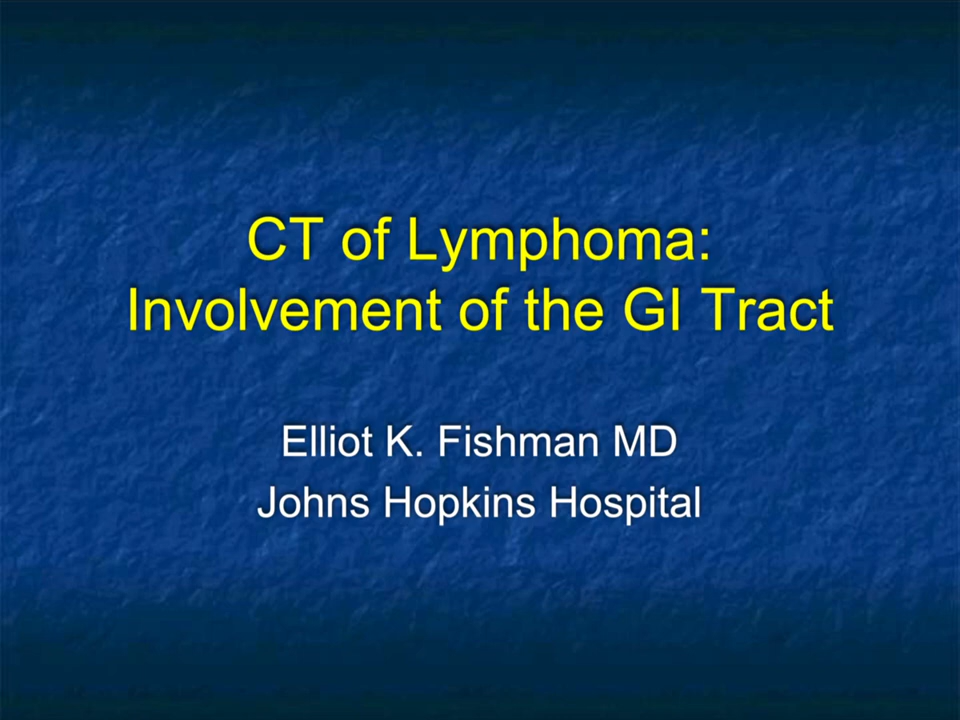 CT of Lymphoma:
Involvement of the GI Tract
Elliot K. Fishman MD
Johns Hopkins Hospital